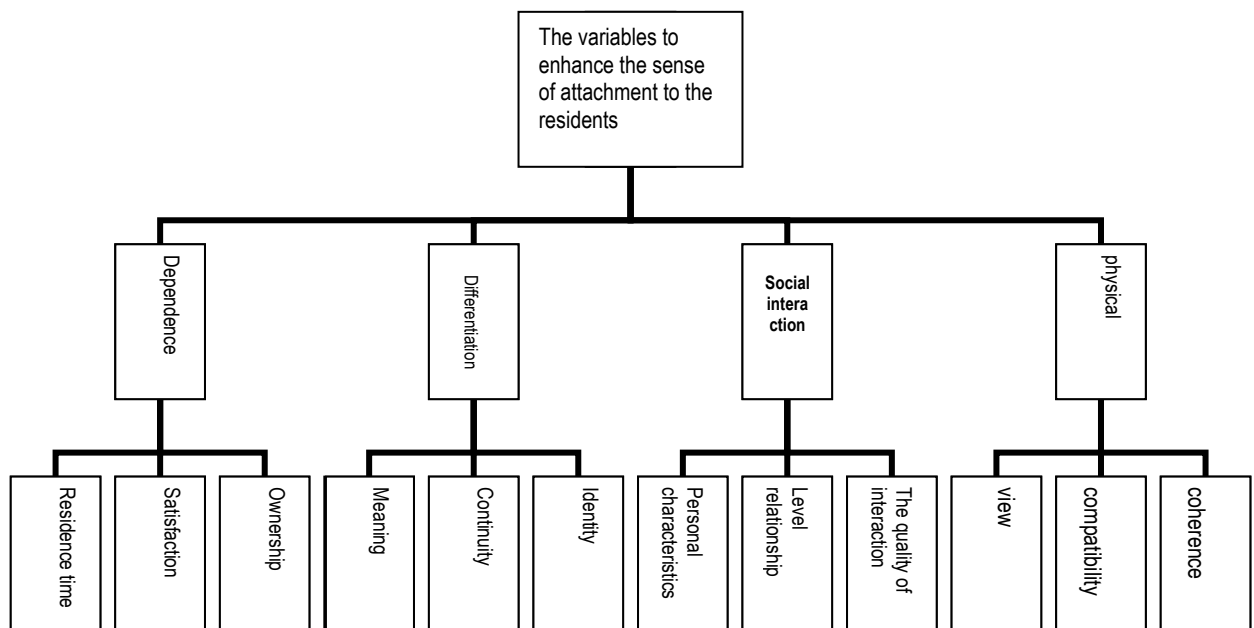 The variables to
enhance the sense
of attachment to the
residents
Dependence
Differentiation
Social
intera
ction
physical
Residence time
Satisfaction
Ownership
Meaning
Continuity
Identity
Personal
characteristics
Level
relationship
The quality of
interaction
view
compatibility
coherence